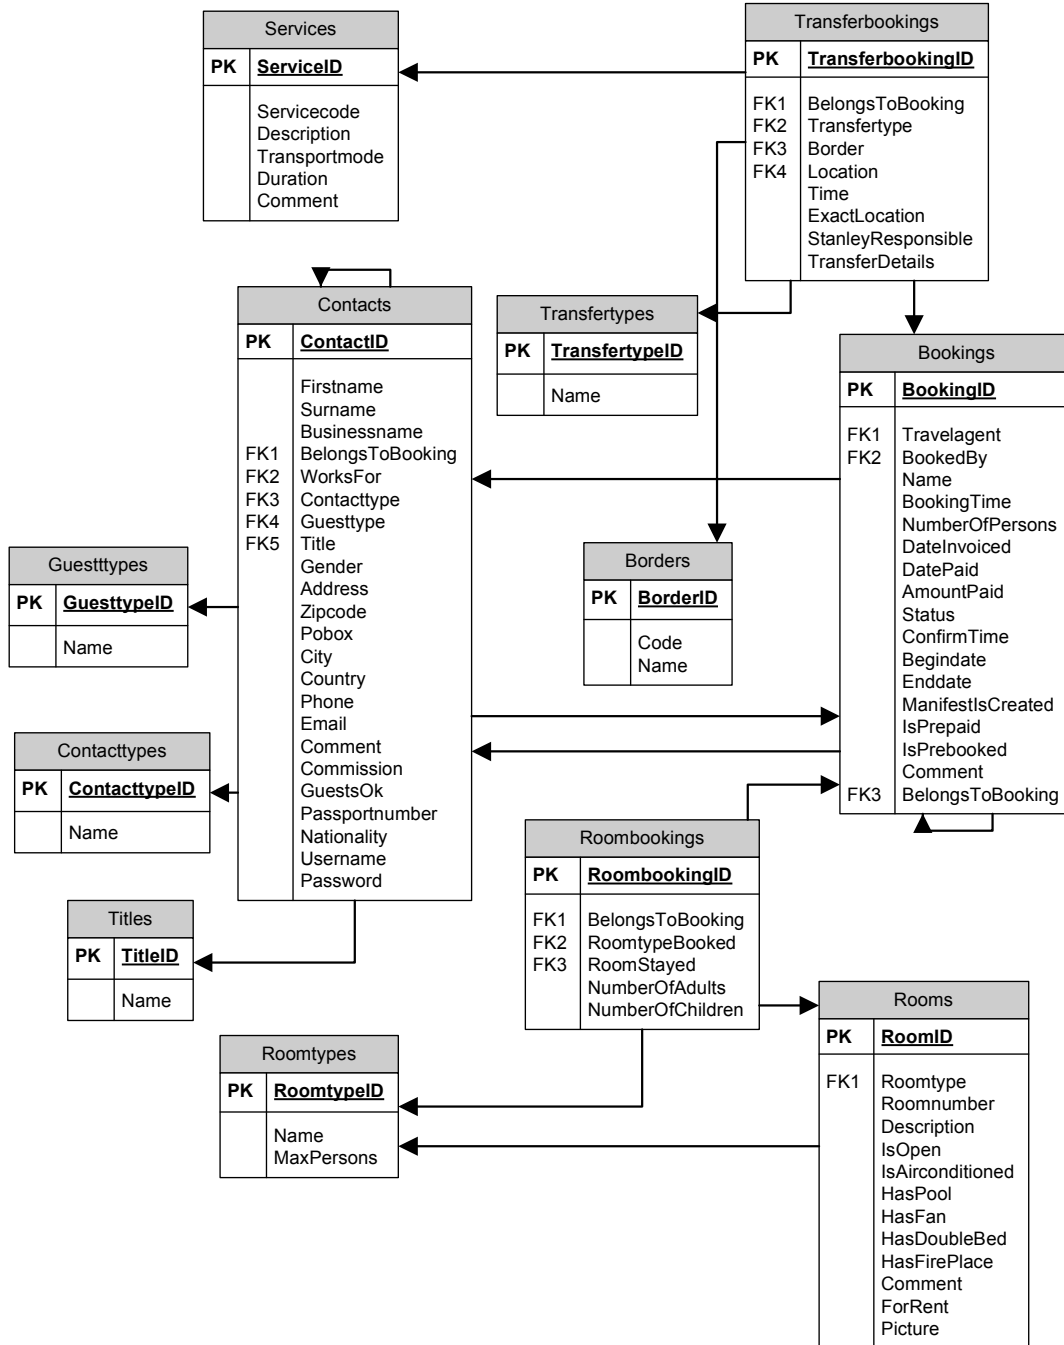 Services
PK ServiceID
Servicecode
Description
Transportmode
Duration
Comment
Transferbookings
PK TransferbookingID
FK1 BelongsToBooking
FK2 Transfertype
FK3 Border
FK4 Location
Time
ExactLocation
StanleyResponsible
TransferDetails
Contacts
PK ContactID
Firstname
Surname
Businessname
FK1 BelongsToBooking
FK2 WorksFor
FK3 Contacttype
FK4 Guesttype
FK5 Title
Gender
Address
Zipcode
Pobox
City
Country
Phone
Email
Comment
Commission
GuestsOk
Passportnumber
Nationality
Username
Password
Transfertypes
PK TransfertypeID
Name
Bookings
PK BookingID
FK1 Travelagent
FK2 BookedBy
Name
BookingTime
NumberOfPersons
DateInvoiced
DatePaid
AmountPaid
Status
ConfirmTime
Begindate
Enddate
ManifestIsCreated
IsPrepaid
IsPrebooked
Comment
FK3 BelongsToBooking
Guestttypes
PK GuesttypeID
Name
Borders
PK BorderID
Code
Name
Contacttypes
PK ContacttypeID
Name
Roombookings
PK RoombookingID
FK1 BelongsToBooking
FK2 RoomtypeBooked
FK3 RoomStayed
NumberOfAdults
NumberOfChildren
Titles
PK TitleID
Name
Rooms
PK RoomID
FK1 Roomtype
Roomnumber
Description
IsOpen
IsAirconditioned
HasPool
HasFan
HasDoubleBed
HasFirePlace
Comment
ForRent
Picture
Roomtypes
PK RoomtypeID
Name
MaxPersons